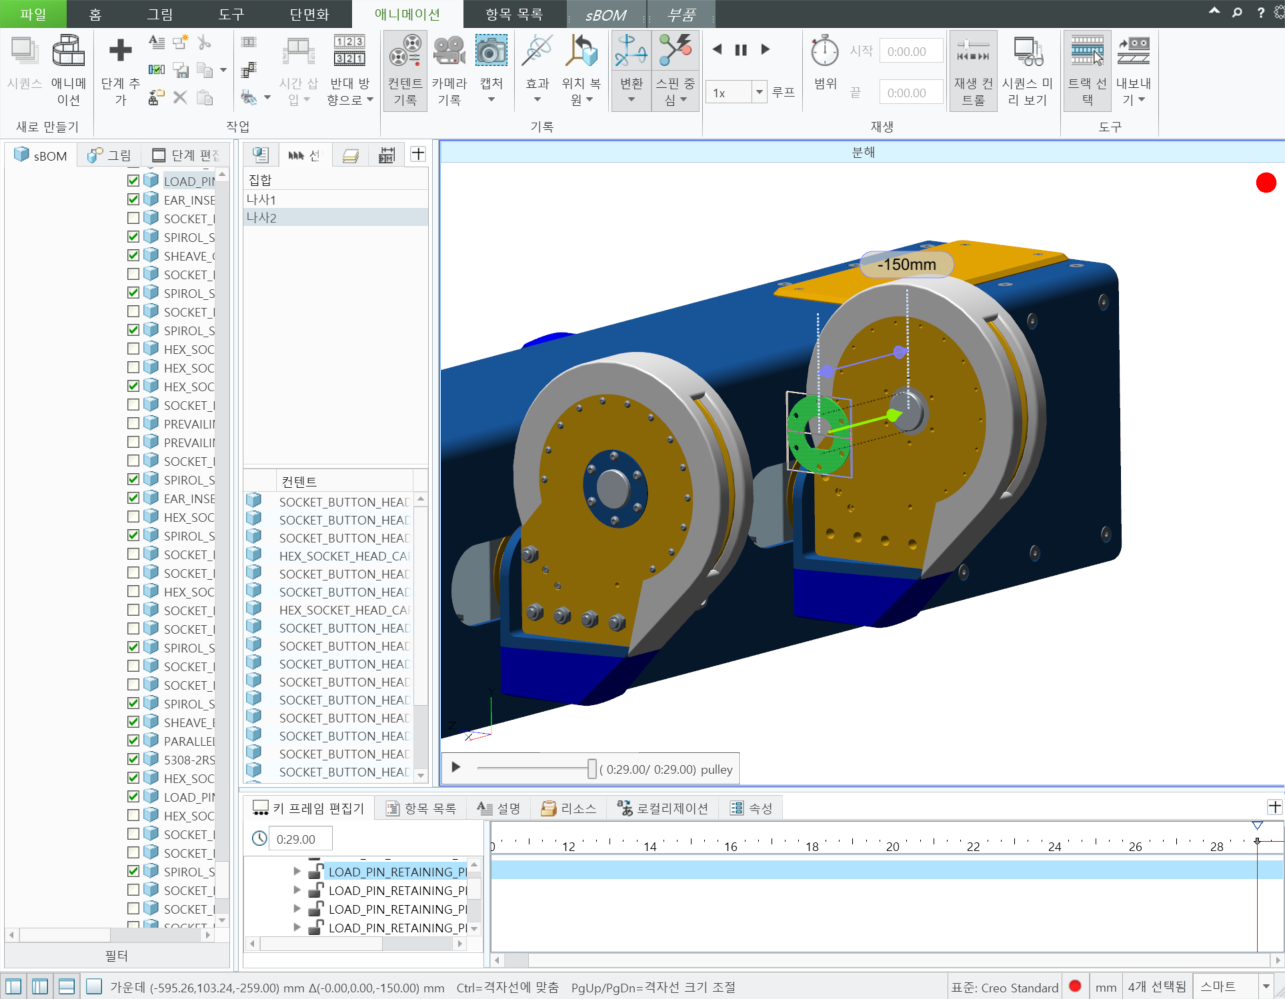 파일 홈 그림 도구 단면화 애니메이션 항목 목록 sBOM 부품
시퀀스 애니메이션 단계 추가 시간 삽입 반대 방향으로 컨텐트 기록 카메라 기록 캡처 효과 위치 복원 변환 스핀 중심
1x 루프 범위 시작 0:00.00 끝 0:00.00 재생 컨트롤 시퀀스 미리 보기 트랙 선택 내보내기
새로 만들기 작업 기록 재생 도구
sBOM 그림 단계 편집
LOAD_PIN
EAR_INSE
SOCKET_
SPIROL_S
SHEAVE_
SOCKET_
SPIROL_S
SOCKET_
SPIROL_S
HEX_SOC
HEX_SOC
HEX_SOC
SOCKET_
PREVAILI
PREVAILI
SOCKET_
SPIROL_S
EAR_INSE
HEX_SOC
SPIROL_S
SOCKET_
SOCKET_
HEX_SOC
SOCKET_
SOCKET_
SPIROL_S
SOCKET_
SOCKET_
SPIROL_S
SHEAVE_
PARALLE
5308-2RS
HEX_SOC
LOAD_PIN
HEX_SOC
SOCKET_
SOCKET_
SPIROL_S
SOCKET_
SOCKET_
필터
선
집합
나사1
나사2
컨텐트
SOCKET_BUTTON_HEAD
SOCKET_BUTTON_HEAD
SOCKET_BUTTON_HEAD
HEX_SOCKET_HEAD_CA
SOCKET_BUTTON_HEAD
SOCKET_BUTTON_HEAD
HEX_SOCKET_HEAD_CA
SOCKET_BUTTON_HEAD
SOCKET_BUTTON_HEAD
SOCKET_BUTTON_HEAD
SOCKET_BUTTON_HEAD
SOCKET_BUTTON_HEAD
SOCKET_BUTTON_HEAD
SOCKET_BUTTON_HEAD
SOCKET_BUTTON_HEAD
SOCKET_BUTTON_HEAD
분해
-150mm
Y
Z
X
( 0:29.00/ 0:29.00) pulley
키 프레임 편집기 항목 목록 설명 리소스 로컬리제이션 속성
0:29.00
12 14 16 18 20 22 24 26 28
LOAD_PIN_RETAINING_P
LOAD_PIN_RETAINING_P
LOAD_PIN_RETAINING_P
LOAD_PIN_RETAINING_P
가운데 (-595.26,103.24,-259.00) mm Δ(-0.00,0.00,-150.00) mm Ctrl=격자선에 맞춤 PgUp/PgDn=격자선 크기 조절
표준: Creo Standard mm 4개 선택됨 스마트